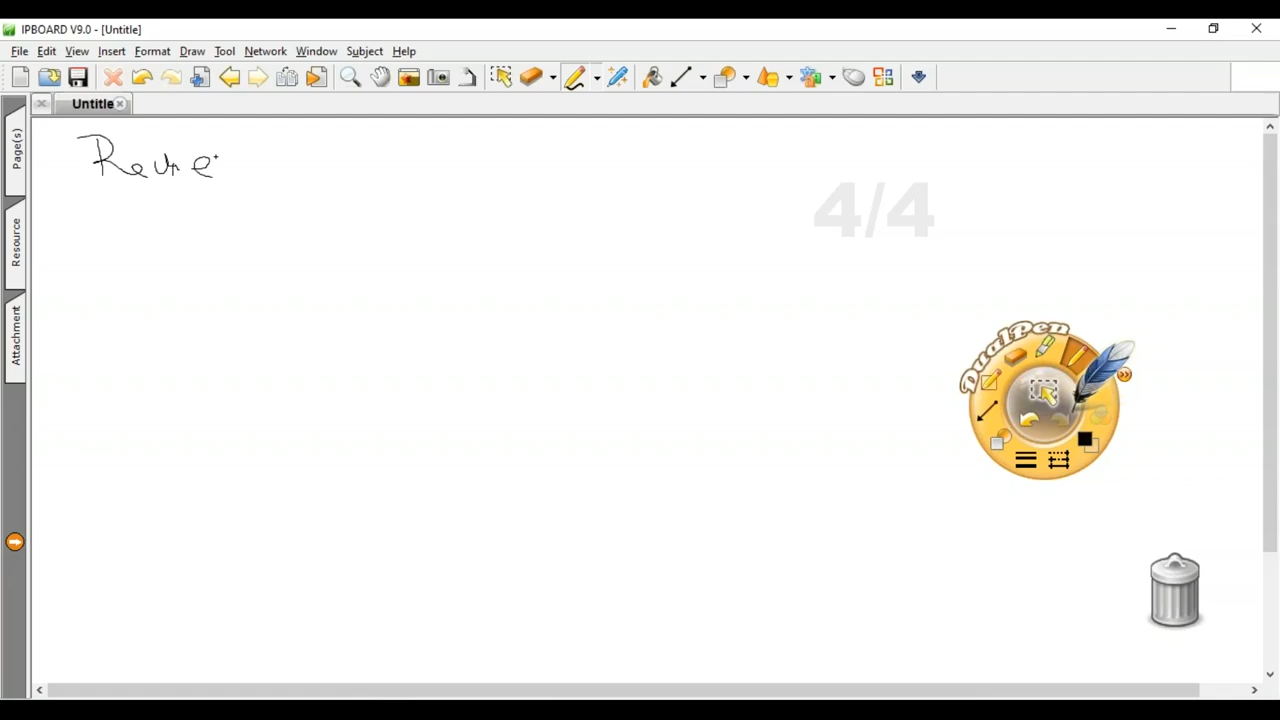 IPBOARD V9.0 - [Untitle]
File Edit View Insert Format Draw Tool Network Window Subject Help
Untitle
Page(s)
Resource
Attachment
4/4
DualPen